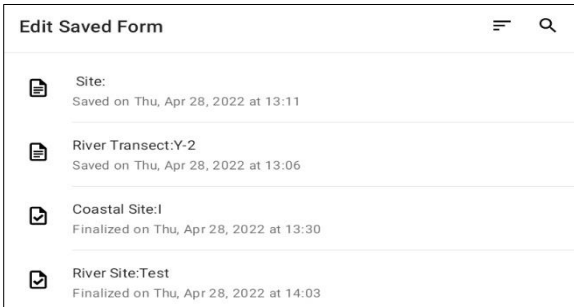 Edit Saved Form
Site:
Saved on Thu, Apr 28, 2022 at 13:11
River Transect:Y-2
Saved on Thu, Apr 28, 2022 at 13:06
Coastal Site:I
Finalized on Thu, Apr 28, 2022 at 13:30
River Site:Test
Finalized on Thu, Apr 28, 2022 at 14:03